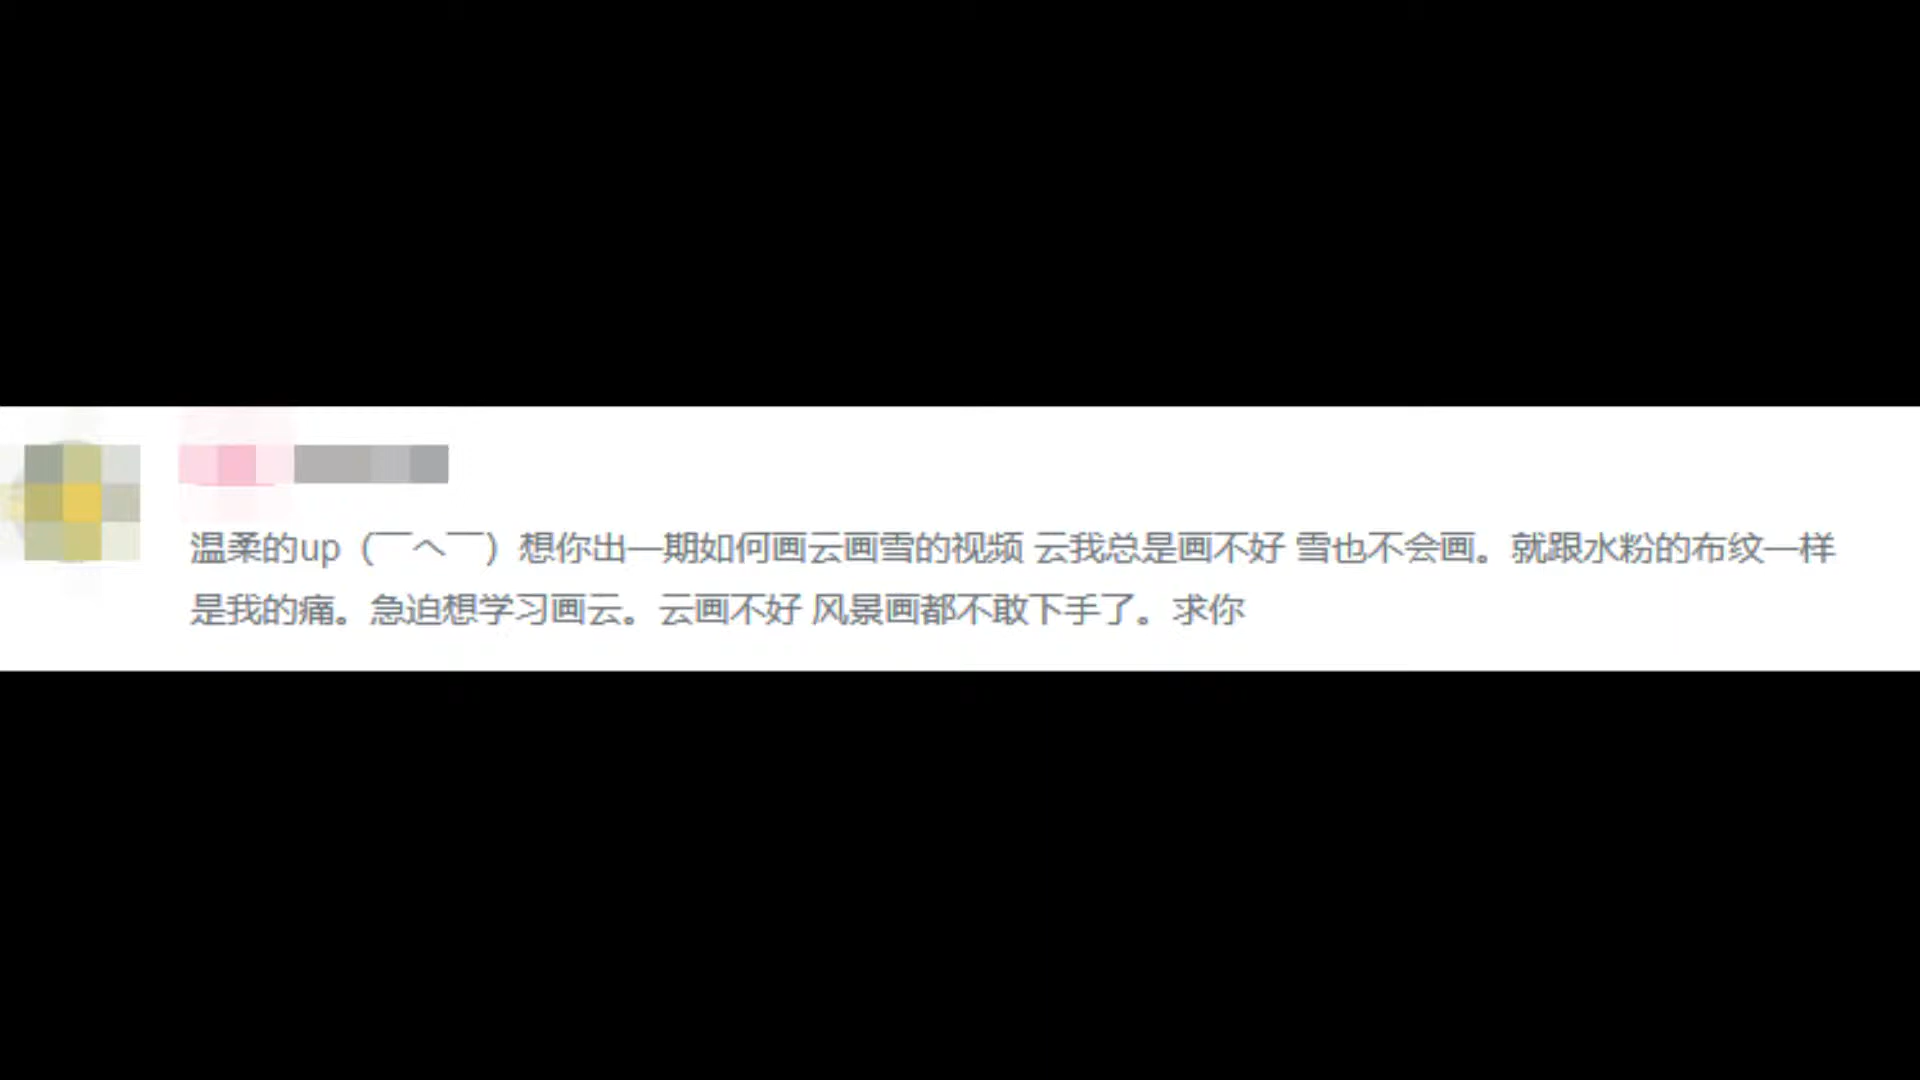 温柔的up（￣へ￣）想你出一期如何画云画雪的视频 云我总是画不好 雪也不会画。就跟水粉的布纹一样
是我的痛。急迫想学习画云。云画不好 风景画都不敢下手了。求你